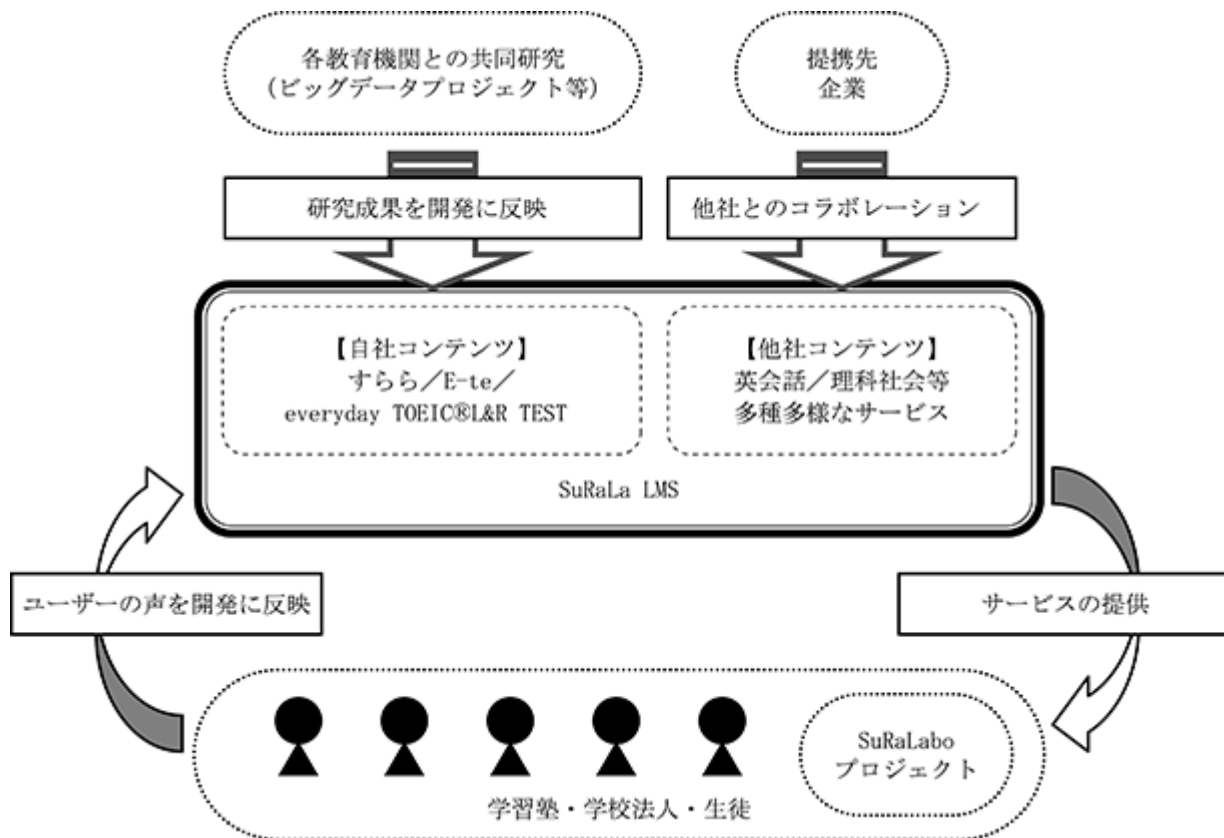 各教育機関との共同研究
(ビッグデータプロジェクト等)
提携先
企業
研究成果を開発に反映
他社とのコラボレーション
【自社コンテンツ】
すらら／E-te／
everyday TOEIC®L&R TEST
【他社コンテンツ】
英会話／理科社会等
多種多様なサービス
SuRaLa LMS
ユーザーの声を開発に反映
サービスの提供
SuRaLabo
プロジェクト
学習塾・学校法人・生徒